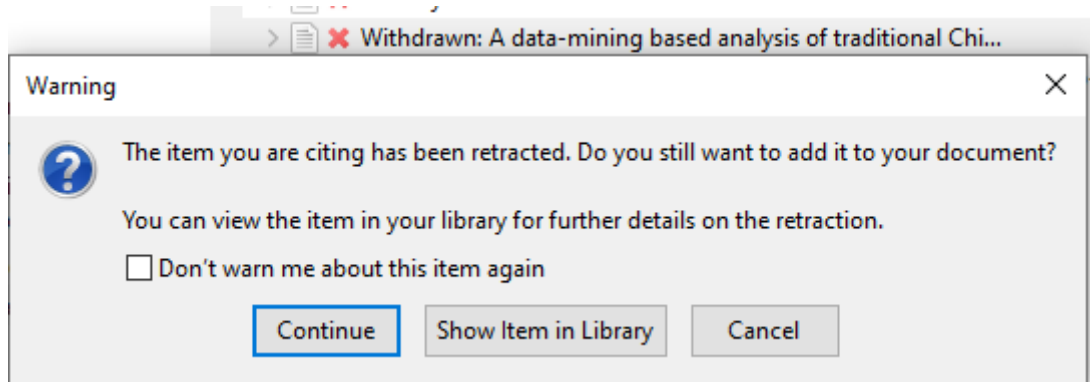 Withdrawn: A data-mining based analysis of traditional Chi...
Warning
The item you are citing has been retracted. Do you still want to add it to your document?
You can view the item in your library for further details on the retraction.
Don't warn me about this item again
Continue Show Item in Library Cancel